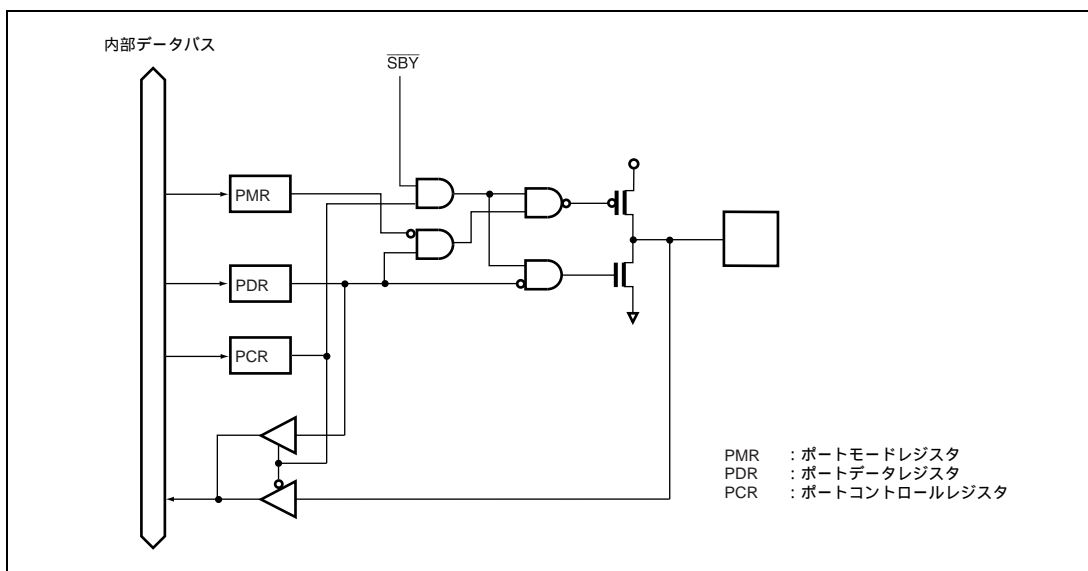 内部データバス
SBY
PMR
PDR
PCR
PMR :ポートモードレジスタ
PDR :ポートデータレジスタ
PCR :ポートコントロールレジスタ